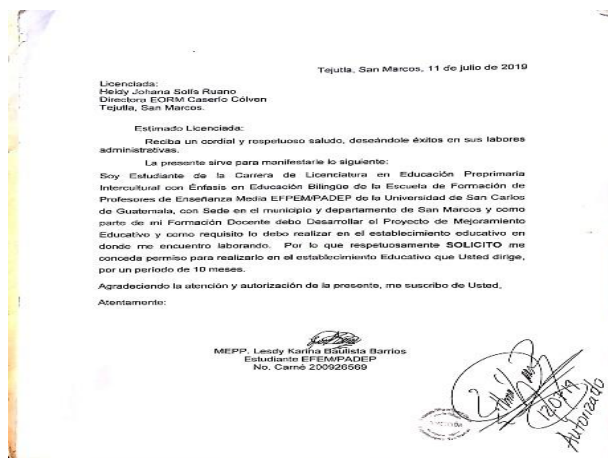 Tejutla, San Marcos, 11 de julio de 2019
Licenciada:
Heidy Johana Solís Ruano
Directora EORM Caserío Cólven
Tejutla, San Marcos.
Estimado Licenciada:
Reciba un cordial y respetuoso saludo, deseándole éxitos en sus labores
administrativas.
La presente sirve para manifestarle lo siguiente:
Soy Estudiante de la Carrera de Licenciatura en Educación Preprimaria
Intercultural con Énfasis en Educación Bilingüe de la Escuela de Formación de
Profesores de Enseñanza Media EFPEM/PADEP de la Universidad de San Carlos
de Guatemala, con Sede en el municipio y departamento de San Marcos y como
parte de mi Formación Docente debo Desarrollar el Proyecto de Mejoramiento
Educativo y como requisito lo debo realizar en el establecimiento educativo en
donde me encuentro laborando. Por lo que respetuosamente SOLICITO me
conceda permiso para realizarlo en el establecimiento Educativo que Usted dirige,
por un período de 10 meses.
Agradeciendo la atención y autorización de la presente, me suscribo de Usted,
Atentamente:
MEPP. Lesdy Karina Bautista Barrios
Estudiante EFEM/PADEP
No. Carné 200926569
12/07/19
Autorizado